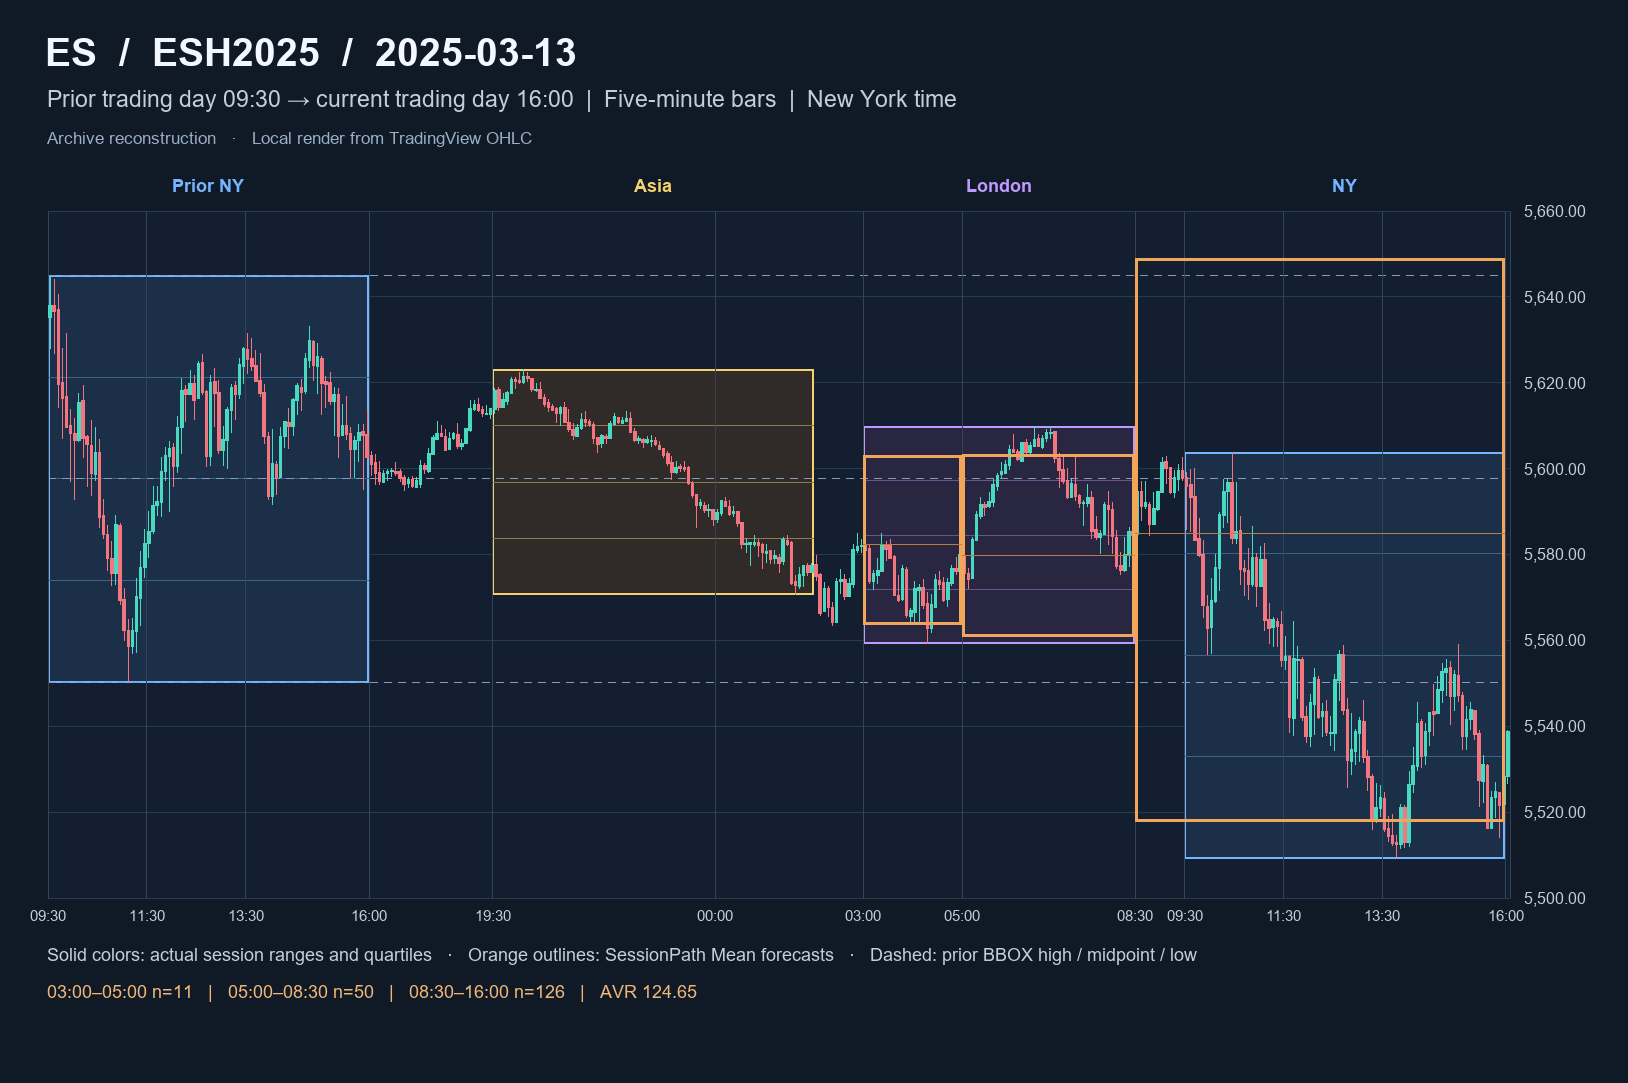 ES / ESH2025 / 2025-03-13
Prior trading day 09:30 → current trading day 16:00 | Five-minute bars | New York time
Archive reconstruction · Local render from TradingView OHLC
Prior NY Asia London NY
5,660.00
5,640.00
5,620.00
5,600.00
5,580.00
5,560.00
5,540.00
5,520.00
5,500.00
09:30 11:30 13:30 16:00 19:30 00:00 03:00 05:00 08:30 09:30 11:30 13:30 16:00
Solid colors: actual session ranges and quartiles · Orange outlines: SessionPath Mean forecasts · Dashed: prior BBOX high / midpoint / low
03:00–05:00 n=11 | 05:00–08:30 n=50 | 08:30–16:00 n=126 | AVR 124.65